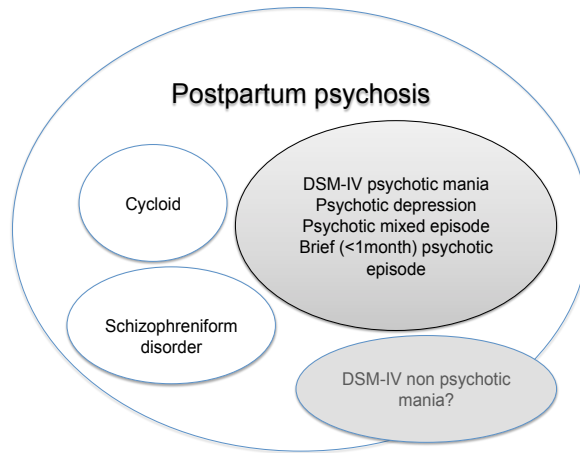 Postpartum psychosis
Cycloid
DSM-IV psychotic mania
Psychotic depression
Psychotic mixed episode
Brief (<1month) psychotic
episode
Schizophreniform
disorder
DSM-IV non psychotic
mania?